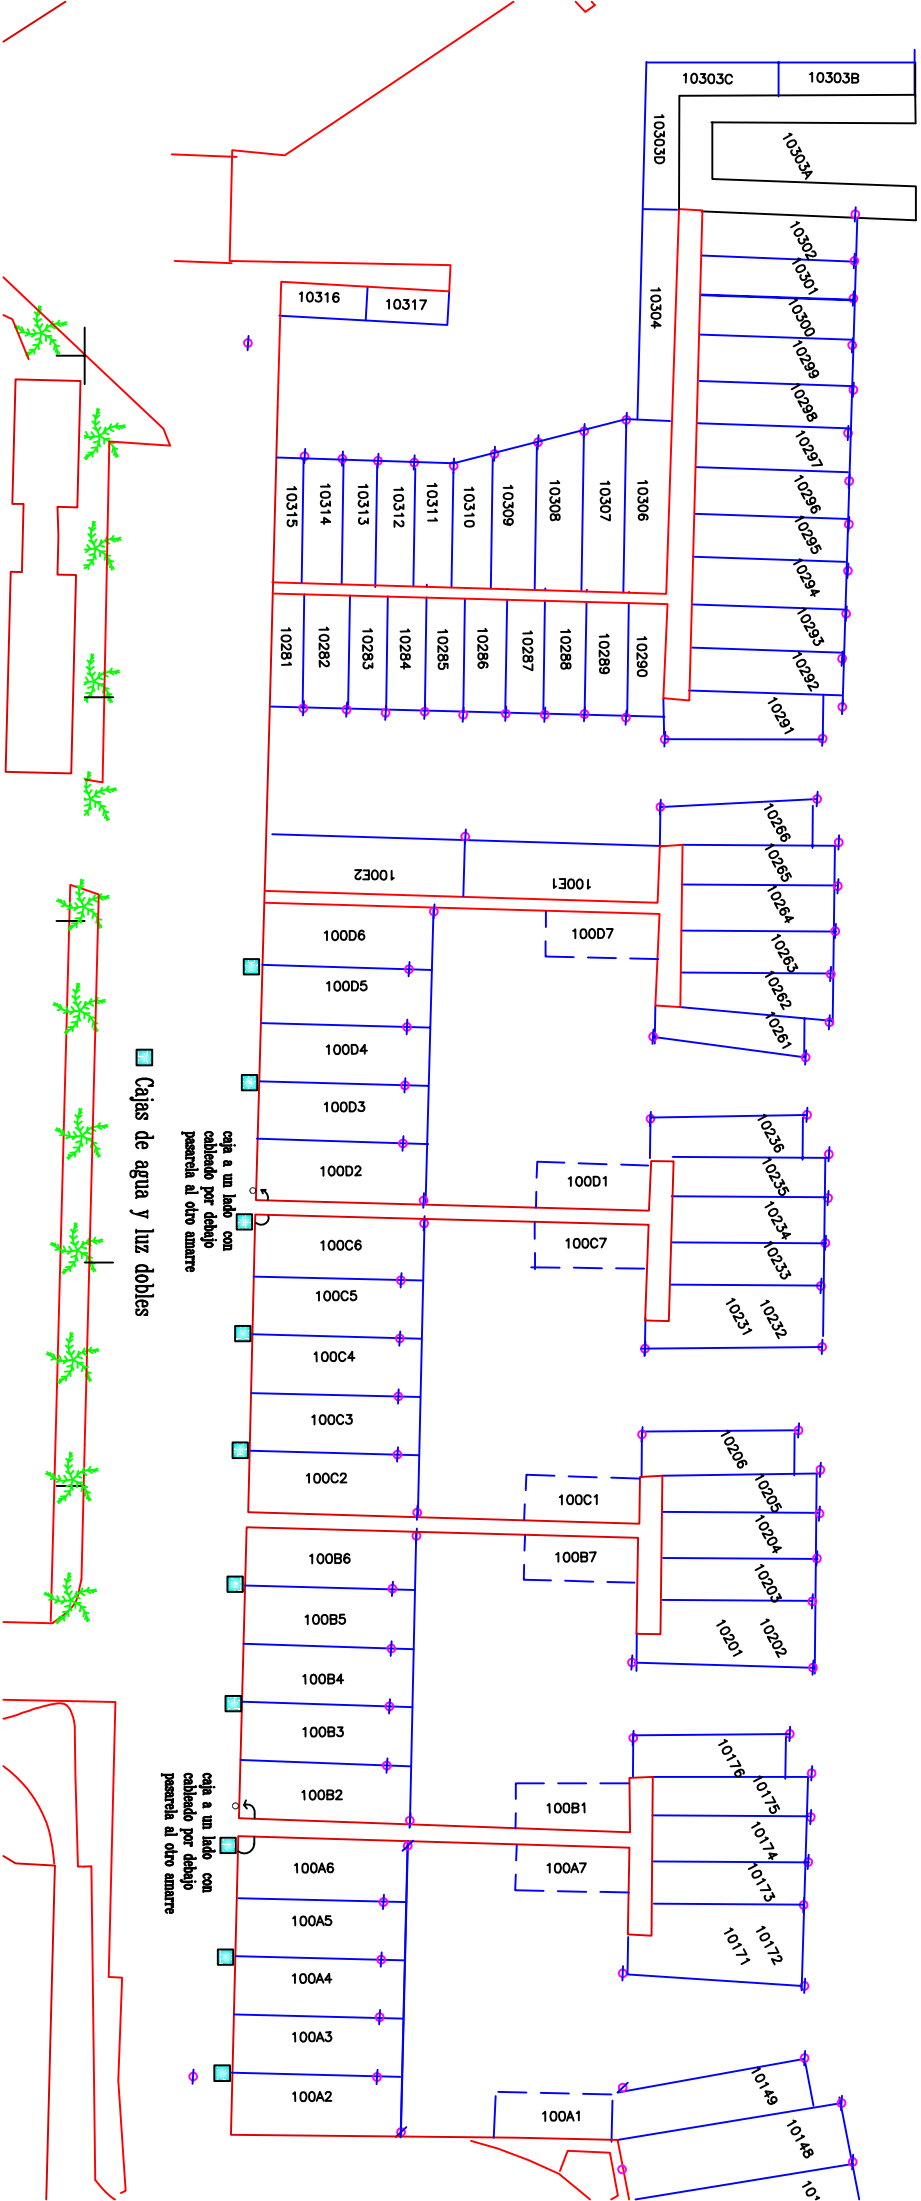 10303C
10303B
10303D
10303A
10302
10301
10304
10300
10299
10298
10297
10296
10295
10294
10293
10292
10291
10316
10317
10315
10314
10313
10312
10311
10310
10309
10308
10307
10306
10281
10282
10283
10284
10285
10286
10287
10288
10289
10290
10266
10265
10264
10263
10262
10261
100E2
100E1
100D7
100D6
100D5
100D4
100D3
100D2
10236
10235
10234
10233
10232
10231
100D1
100C7
100C6
100C5
100C4
100C3
100C2
Cajas de agua y luz dobles
caja a un lado con
cableado por debajo
pasarela al otro amarre
10206
10205
10204
10203
10202
10201
100C1
100B7
100B6
100B5
100B4
100B3
100B2
10176
10175
10174
10173
10172
10171
100B1
100A7
caja a un lado con
cableado por debajo
pasarela al otro amarre
100A6
100A5
100A4
100A3
100A2
100A1
10149
10148